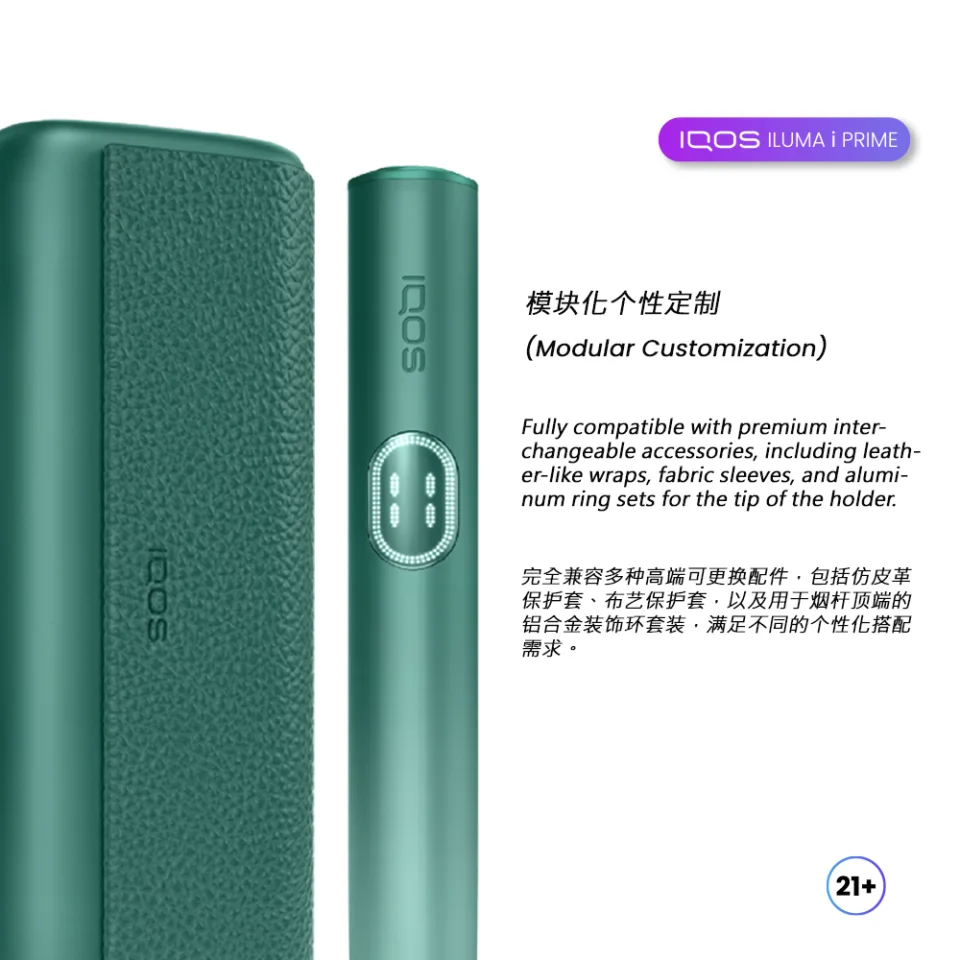 IQOS ILUMA i PRIME
IQOS
模块化个性定制
(Modular Customization)
Fully compatible with premium inter-
changeable accessories, including leath-
er-like wraps, fabric sleeves, and alumi-
num ring sets for the tip of the holder.
IQOS
完全兼容多种高端可更换配件，包括仿皮革
保护套、布艺保护套，以及用于烟杆顶端的
铝合金装饰环套装，满足不同的个性化搭配
需求。
21+